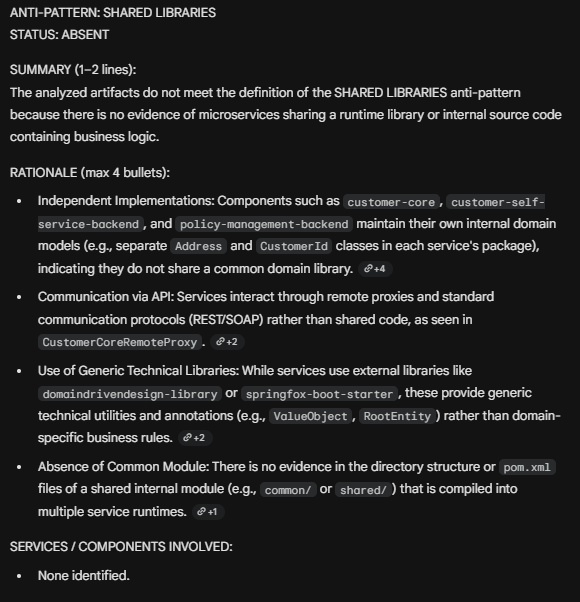 ANTI-PATTERN: SHARED LIBRARIES
STATUS: ABSENT
SUMMARY (1–2 lines):
The analyzed artifacts do not meet the definition of the SHARED LIBRARIES anti-pattern
because there is no evidence of microservices sharing a runtime library or internal source code
containing business logic.
RATIONALE (max 4 bullets):
• Independent Implementations: Components such as customer-core, customer-self-
service-backend, and policy-management-backend maintain their own internal domain
models (e.g., separate Address and CustomerId classes in each service's package),
indicating they do not share a common domain library. +4
• Communication via API: Services interact through remote proxies and standard
communication protocols (REST/SOAP) rather than shared code, as seen in
CustomerCoreRemoteProxy. +2
• Use of Generic Technical Libraries: While services use external libraries like
domaindrivendesign-library or springfox-boot-starter, these provide generic
technical utilities and annotations (e.g., ValueObject, RootEntity) rather than domain-
specific business rules. +2
• Absence of Common Module: There is no evidence in the directory structure or pom.xml
files of a shared internal module (e.g., common/ or shared/) that is compiled into
multiple service runtimes. +1
SERVICES / COMPONENTS INVOLVED:
• None identified.